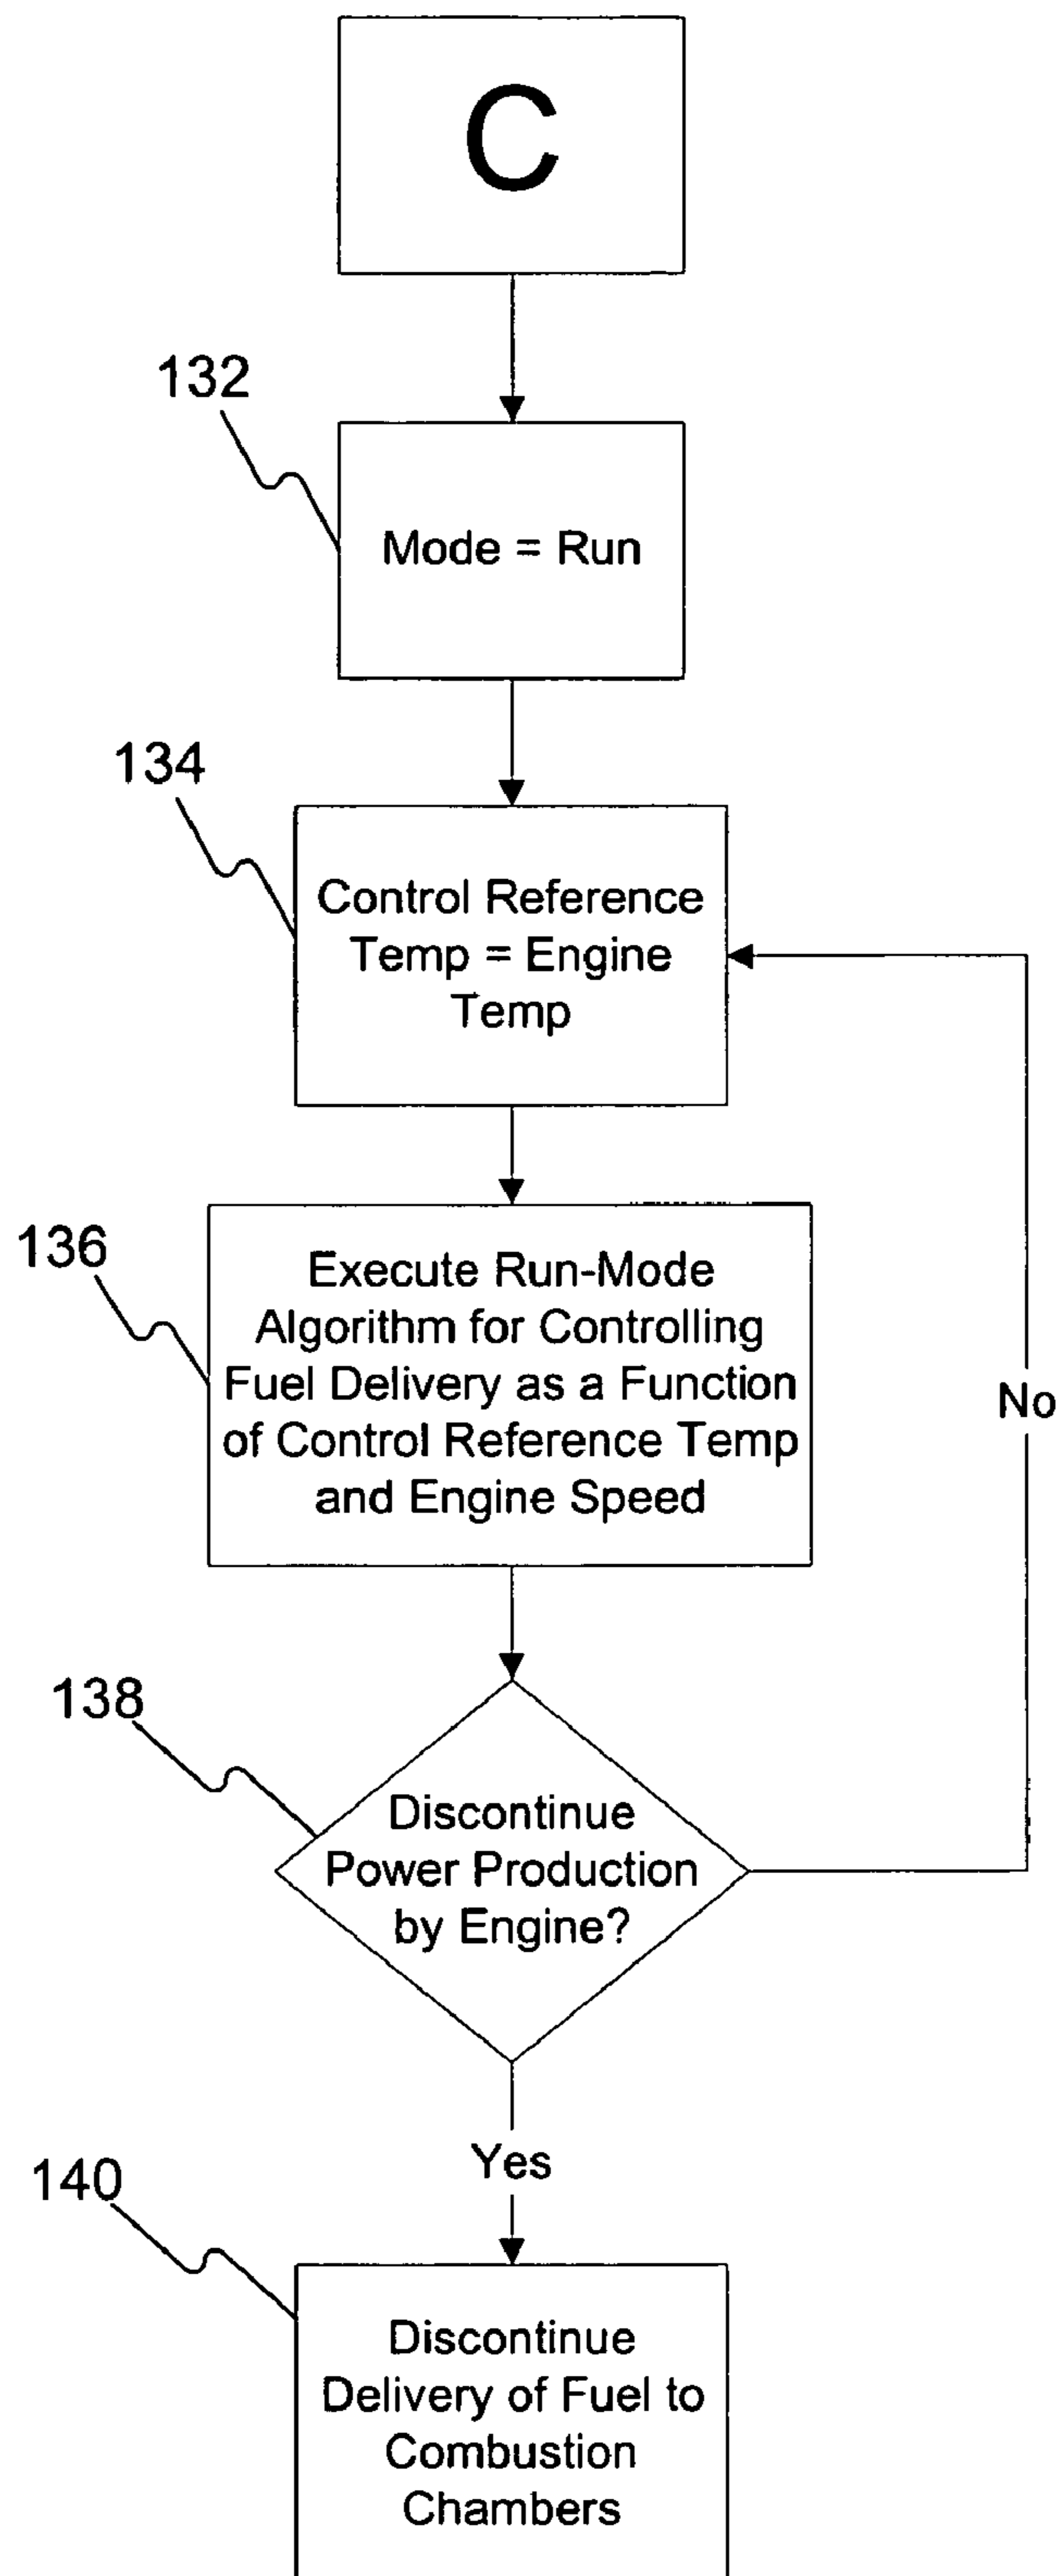 C
132
Mode = Run
134
Control Reference
Temp = Engine
Temp
136
Execute Run-Mode
Algorithm for Controlling
Fuel Delivery as a Function
of Control Reference Temp
and Engine Speed
No
138
Discontinue
Power Production
by Engine?
Yes
140
Discontinue
Delivery of Fuel to
Combustion
Chambers